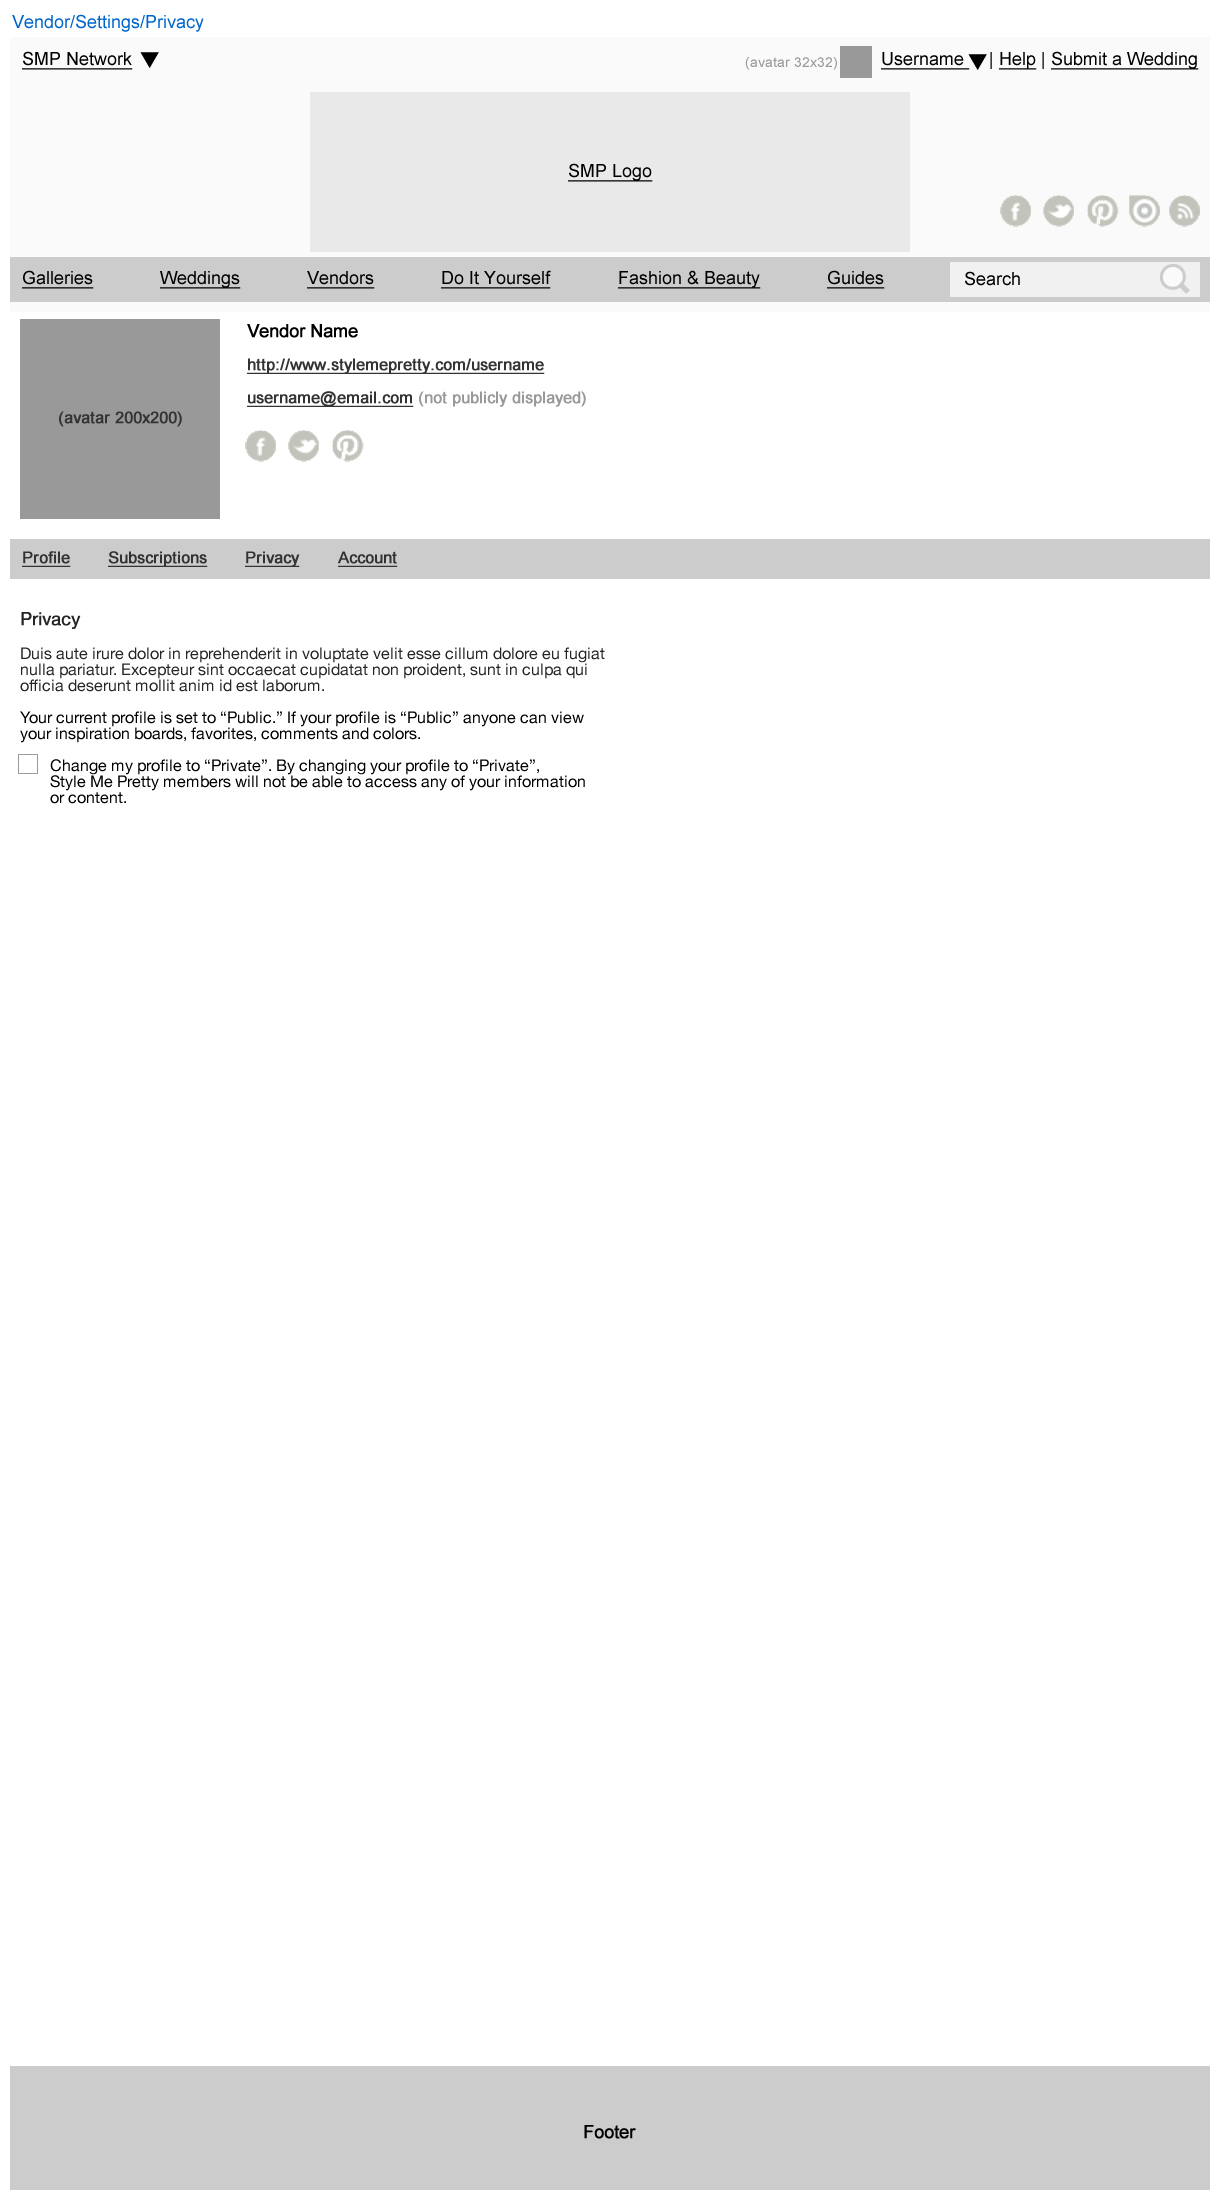 Vendor/Settings/Privacy
SMP Network
(avatar 32x32) Username | Help | Submit a Wedding
SMP Logo
Galleries Weddings Vendors Do It Yourself Fashion & Beauty Guides Search
(avatar 200x200)
Vendor Name
http://www.stylemepretty.com/username
username@email.com (not publicly displayed)
Profile Subscriptions Privacy Account
Privacy
Duis aute irure dolor in reprehenderit in voluptate velit esse cillum dolore eu fugiat
nulla pariatur. Excepteur sint occaecat cupidatat non proident, sunt in culpa qui
officia deserunt mollit anim id est laborum.
Your current profile is set to “Public.” If your profile is “Public” anyone can view
your inspiration boards, favorites, comments and colors.
Change my profile to “Private”. By changing your profile to “Private”,
Style Me Pretty members will not be able to access any of your information
or content.
Footer